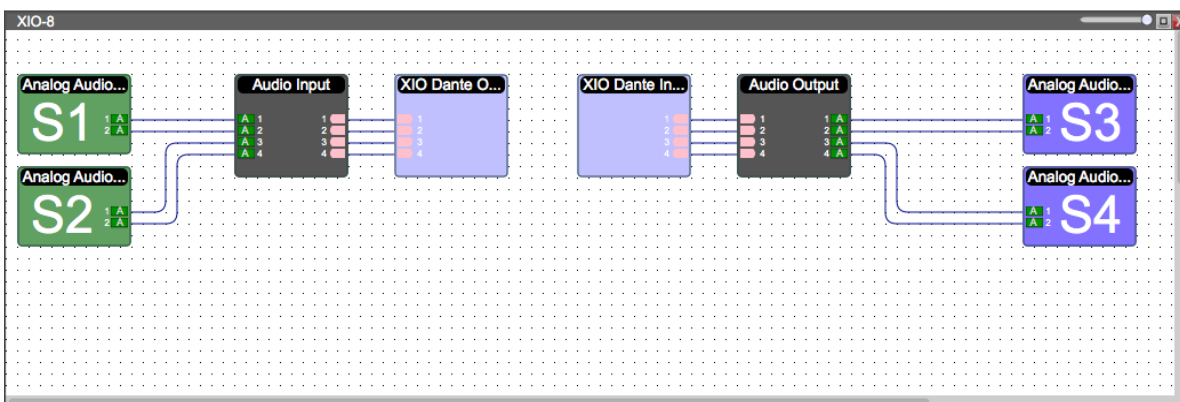 XIO-8
Analog Audio...
S1
1 A
2 A
Analog Audio...
S2
1 A
2 A
Audio Input
A 1 1
A 2 2
A 3 3
A 4 4
XIO Dante O...
1
2
3
4
XIO Dante In...
1
2
3
4
Audio Output
1 1 A
2 2 A
3 3 A
4 4 A
Analog Audio...
A 1
A 2
S3
Analog Audio...
A 1
A 2
S4